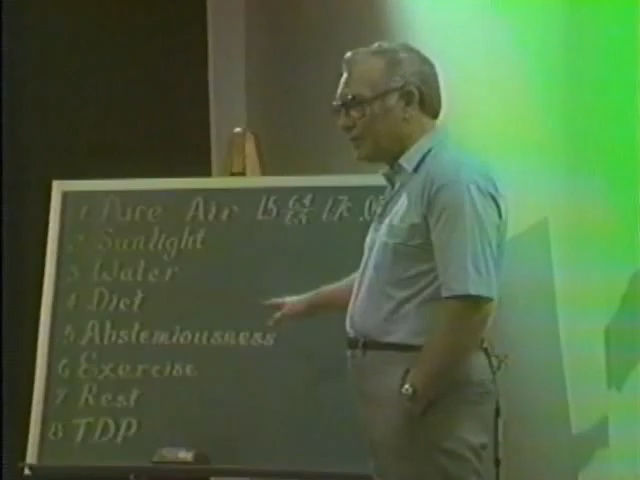 1 Pure Air
2 Sunlight
3 Water
4 Diet
5 Abstemiousness
6 Exercise
7 Rest
8 TDP